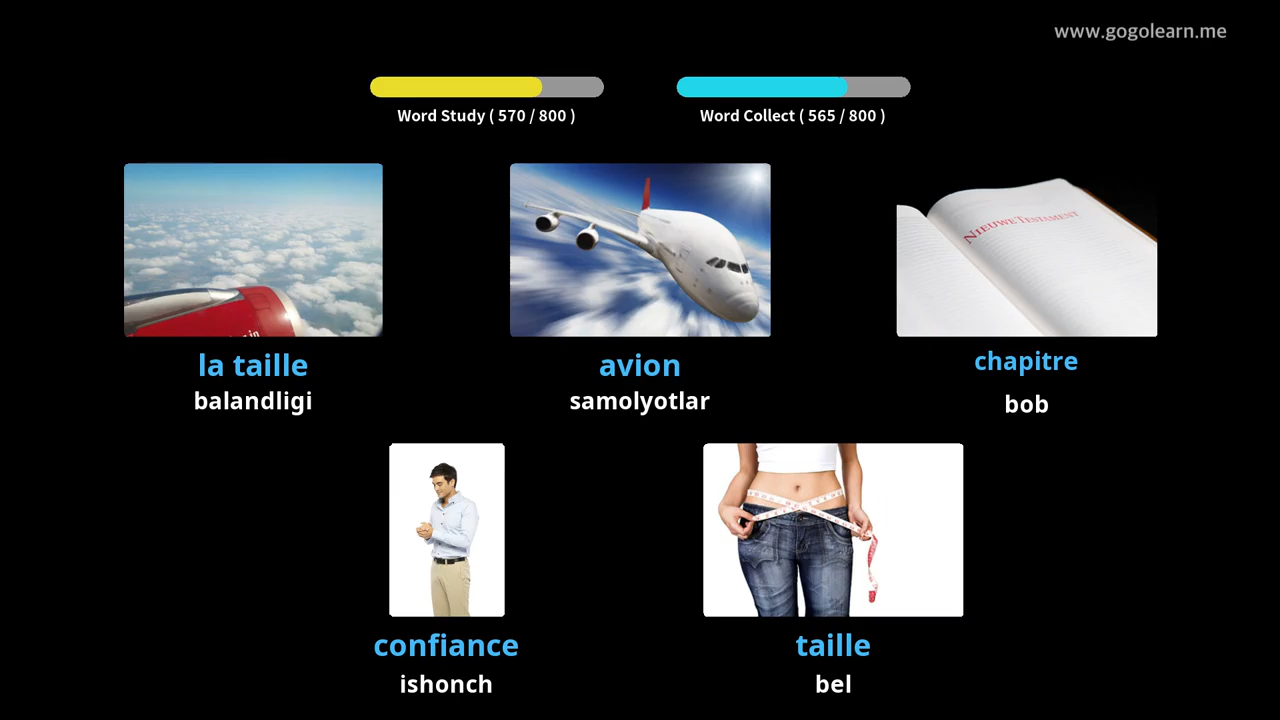 www.gogolearn.me
Word Study ( 570 / 800 )
Word Collect ( 565 / 800 )
NIEUWE TESTAMENT
la taille
avion
chapitre
balandligi
samolyotlar
bob
confiance
taille
ishonch
bel